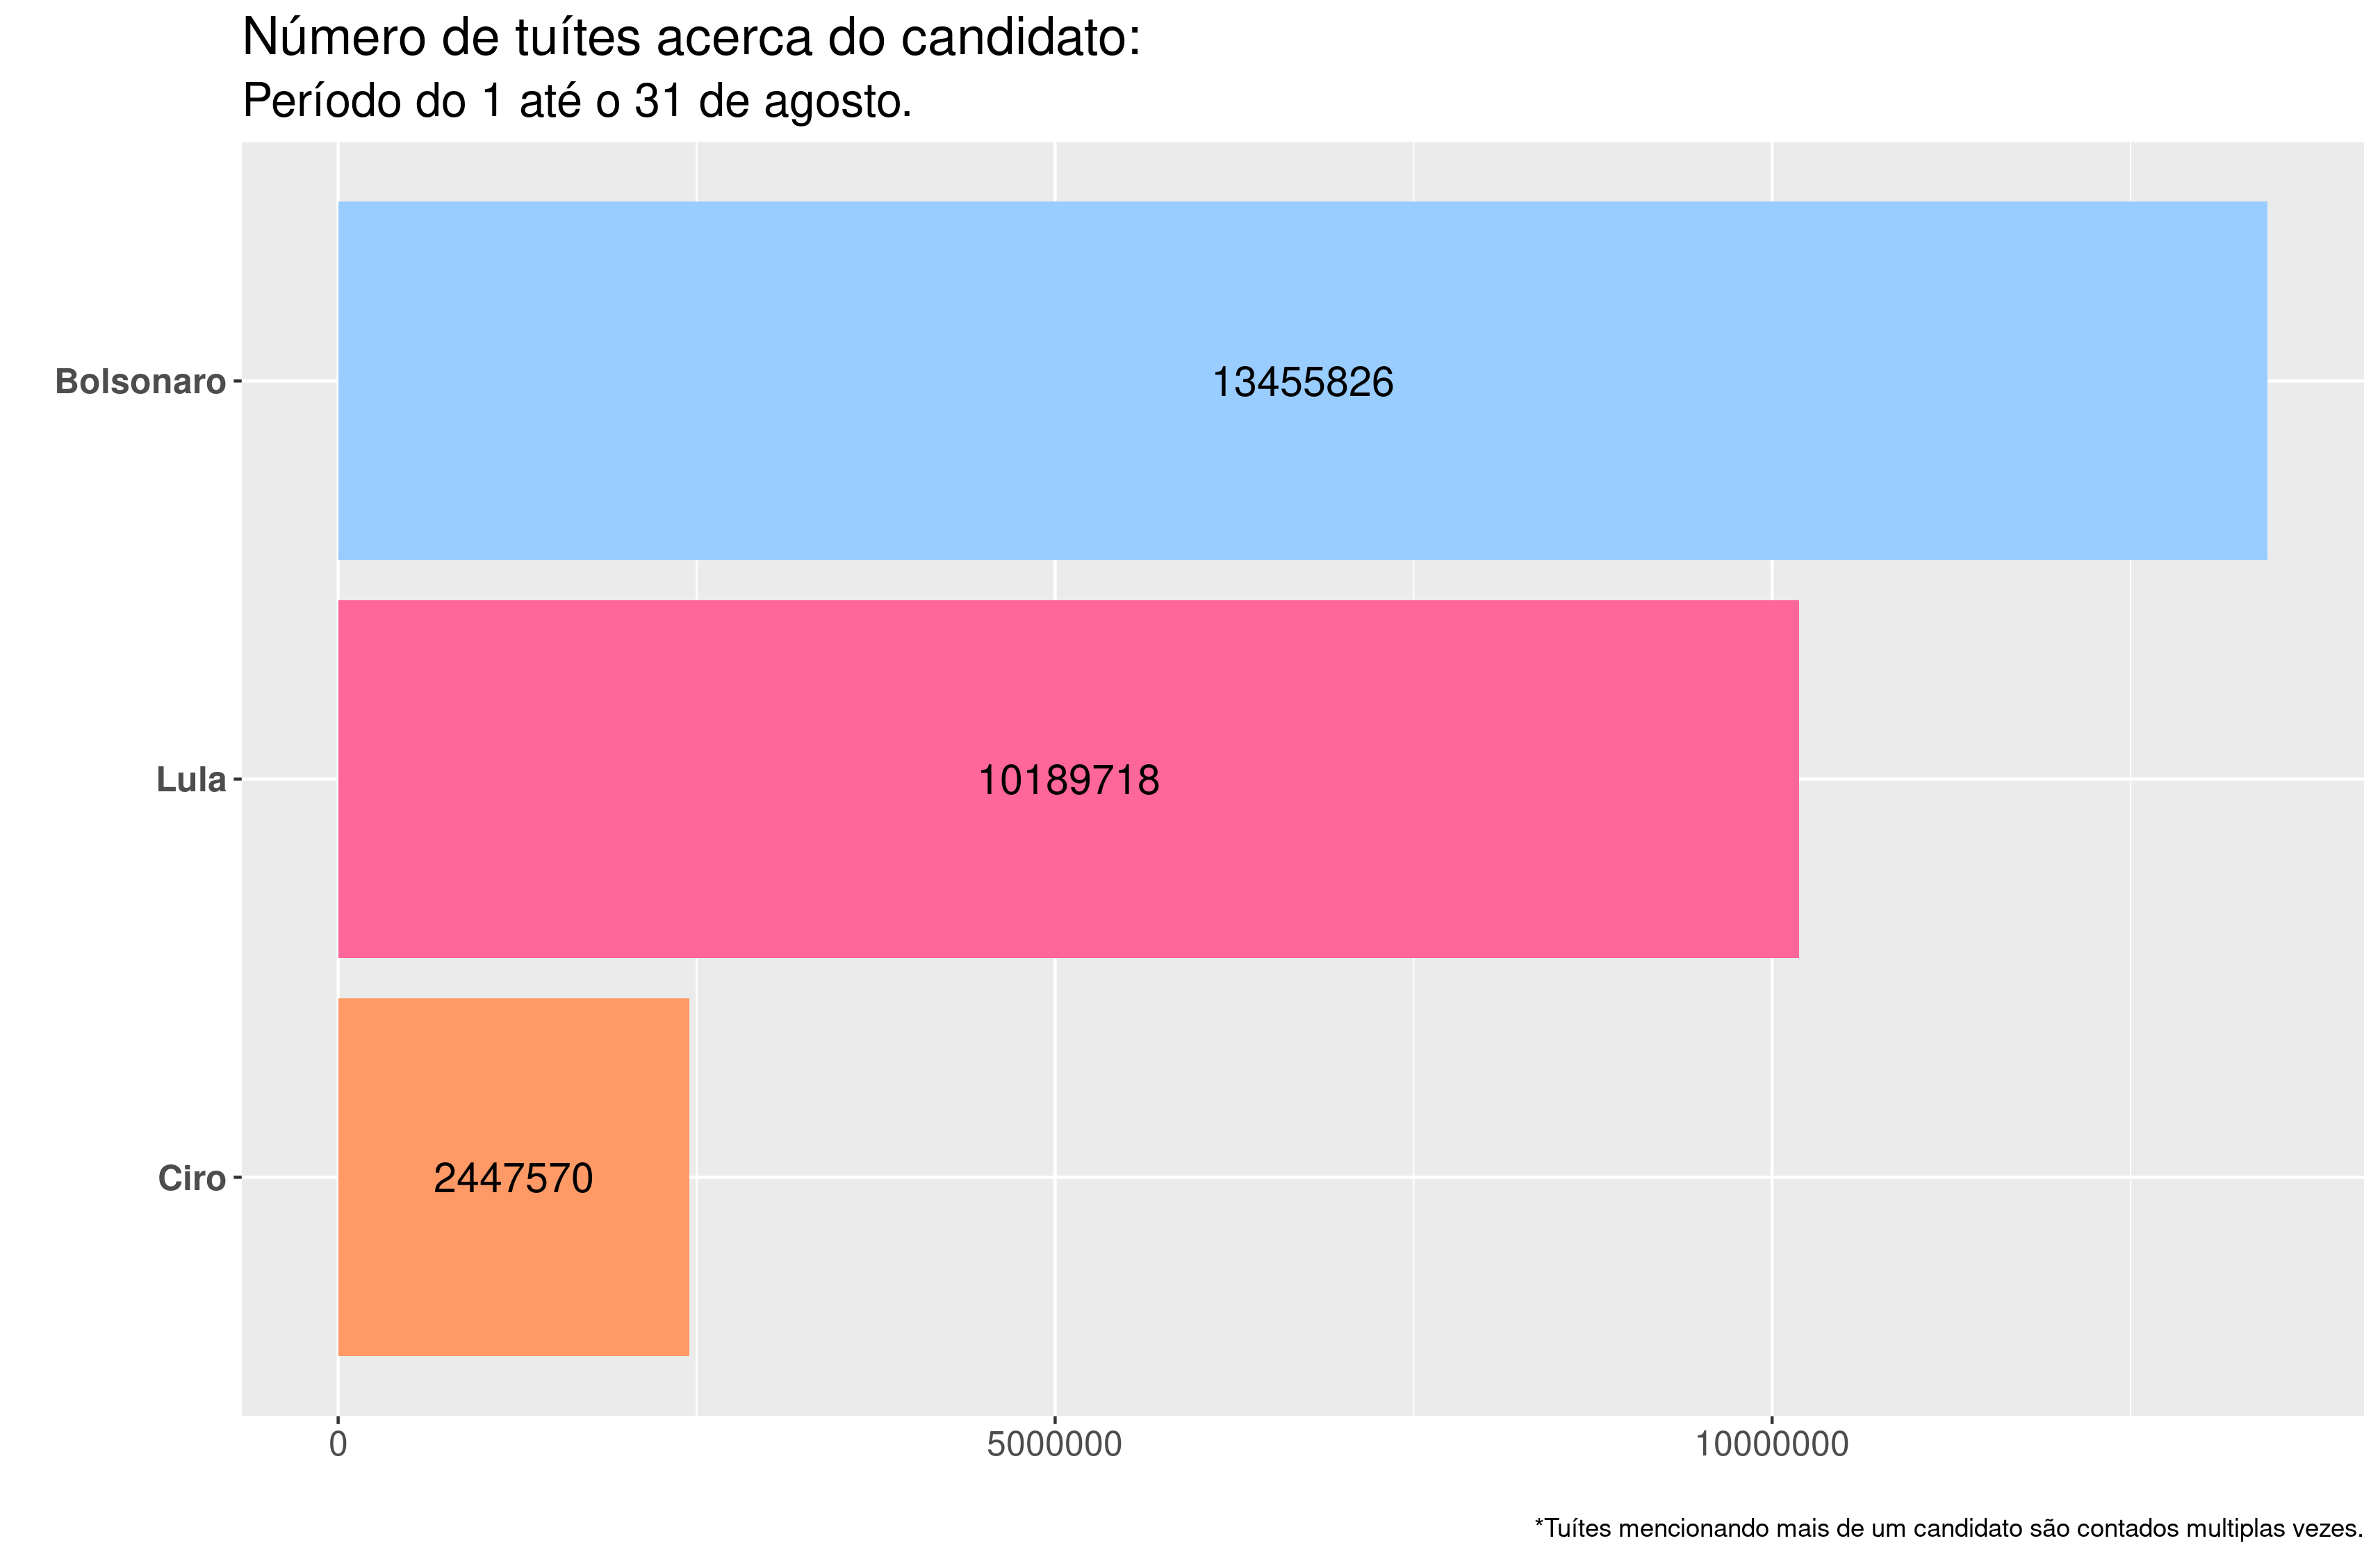 Número de tuítes acerca do candidato:
Período do 1 até o 31 de agosto.
Bolsonaro
13455826
Lula
10189718
Ciro
2447570
0
5000000
10000000
*Tuítes mencionando mais de um candidato são contados multiplas vezes.